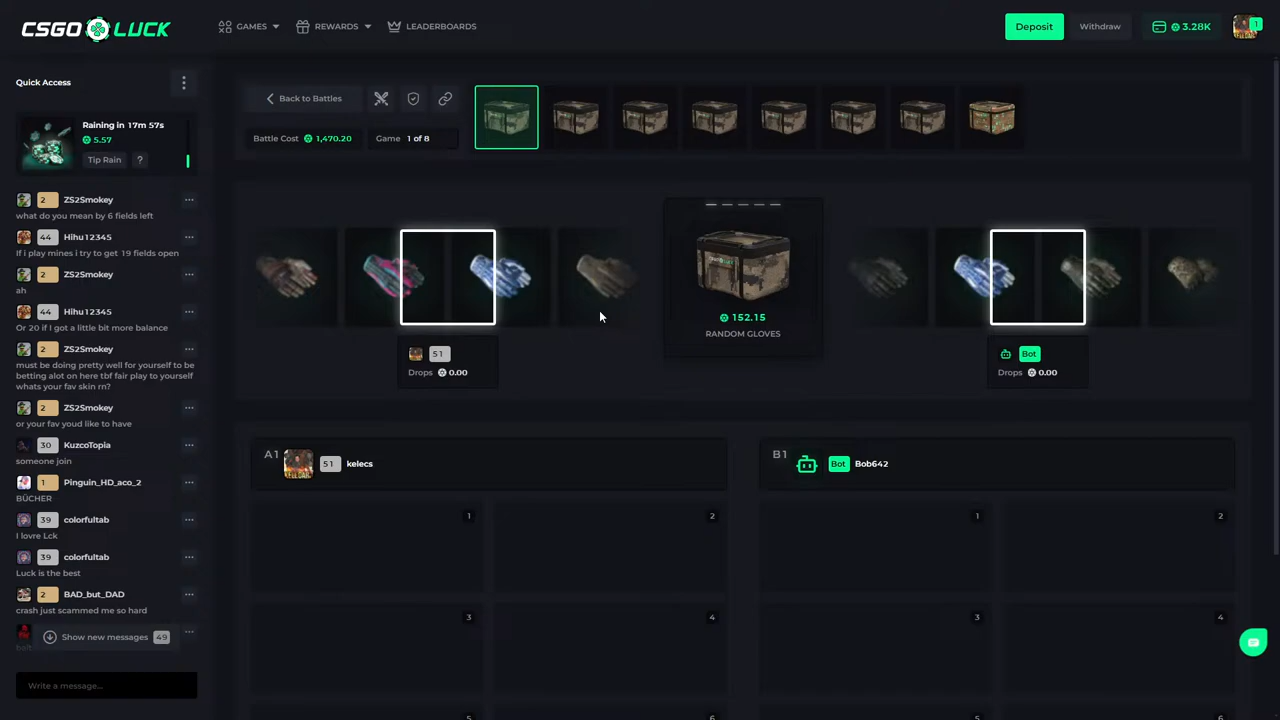 CSGO LUCK
GAMES
REWARDS
LEADERBOARDS
Deposit
Withdraw
3.28K
1
Quick Access
Raining in 17m 57s
5.57
Tip Rain
?
2 ZS2Smokey
what do you mean by 6 fields left
44 Hihu12345
If i play mines i try to get 19 fields open
2 ZS2Smokey
ah
44 Hihu12345
Or 20 if I got a little bit more balance
2 ZS2Smokey
must be doing pretty well for yourself to be
betting alot on here tbf fair play to yourself
whats your fav skin rn?
2 ZS2Smokey
or your fav youd like to have
30 KuzcoTopia
someone join
1 Pinguin_HD_aco_2
BÜCHER
39 colorfultab
I lovre Lck
39 colorfultab
Luck is the best
2 BAD_but_DAD
crash just scammed me so hard
Show new messages 49
Write a message...
Back to Battles
Battle Cost 1,470.20
Game 1 of 8
152.15
RANDOM GLOVES
51
Drops 0.00
Bot
Drops 0.00
A1 51 kelecs
B1 Bot Bob642
1 2 1 2
3 4 3 4
5 6 5 6